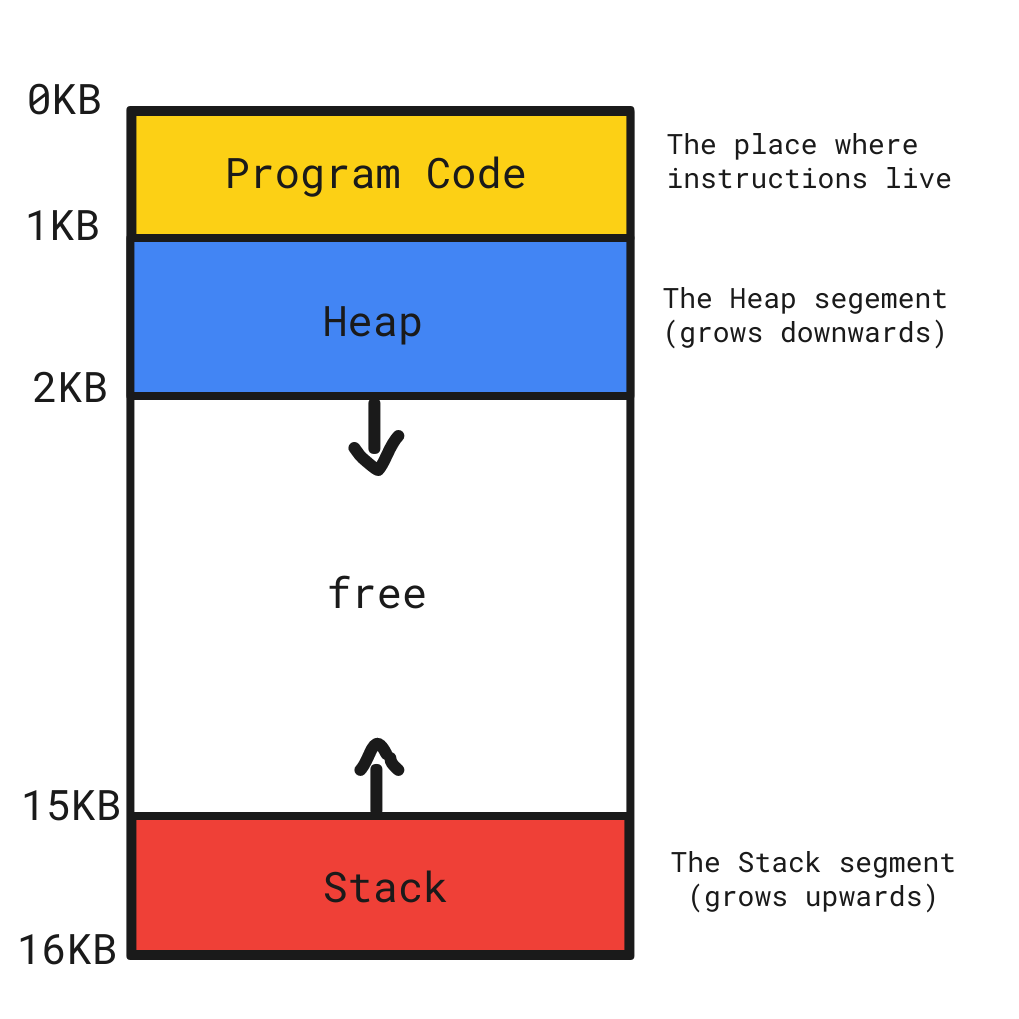 0KB
Program Code
The place where
instructions live
1KB
Heap
The Heap segement
(grows downwards)
2KB
free
15KB
Stack
The Stack segment
(grows upwards)
16KB